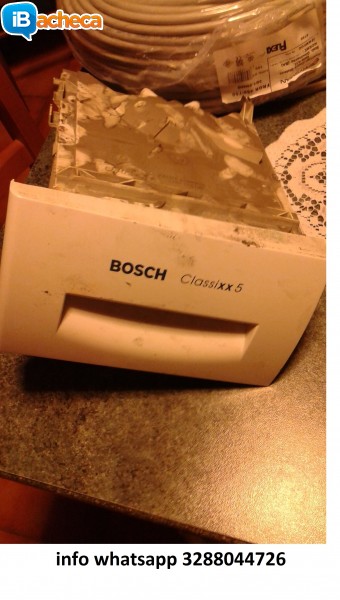 iBacheca
BOSCH Classixx 5
info whatsapp 3288044726